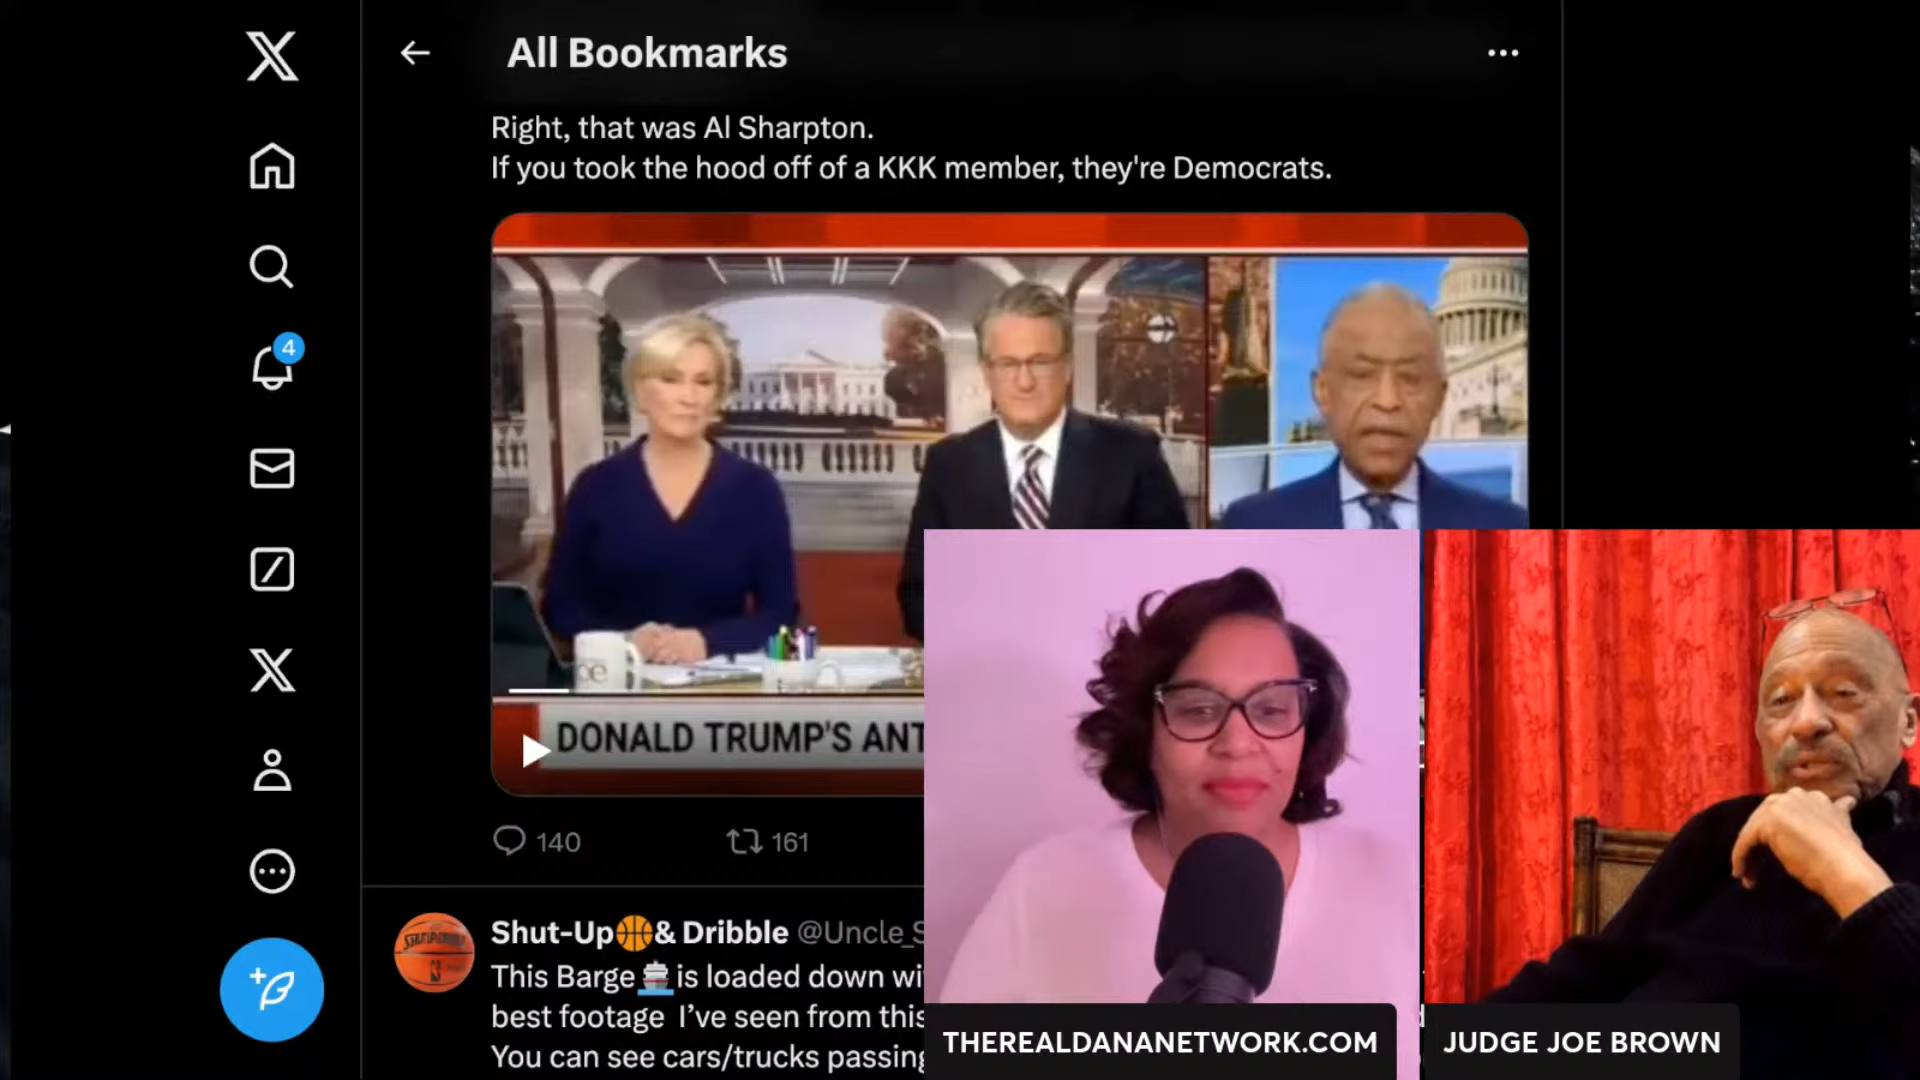 All Bookmarks
Right, that was Al Sharpton.
If you took the hood off of a KKK member, they're Democrats.
4
DONALD TRUMP'S ANT
140
161
Shut-Up🏀& Dribble @Uncle_S
This Barge🚢is loaded down wi
best footage I've seen from this
You can see cars/trucks passing
THEREALDANANETWORK.COM
JUDGE JOE BROWN